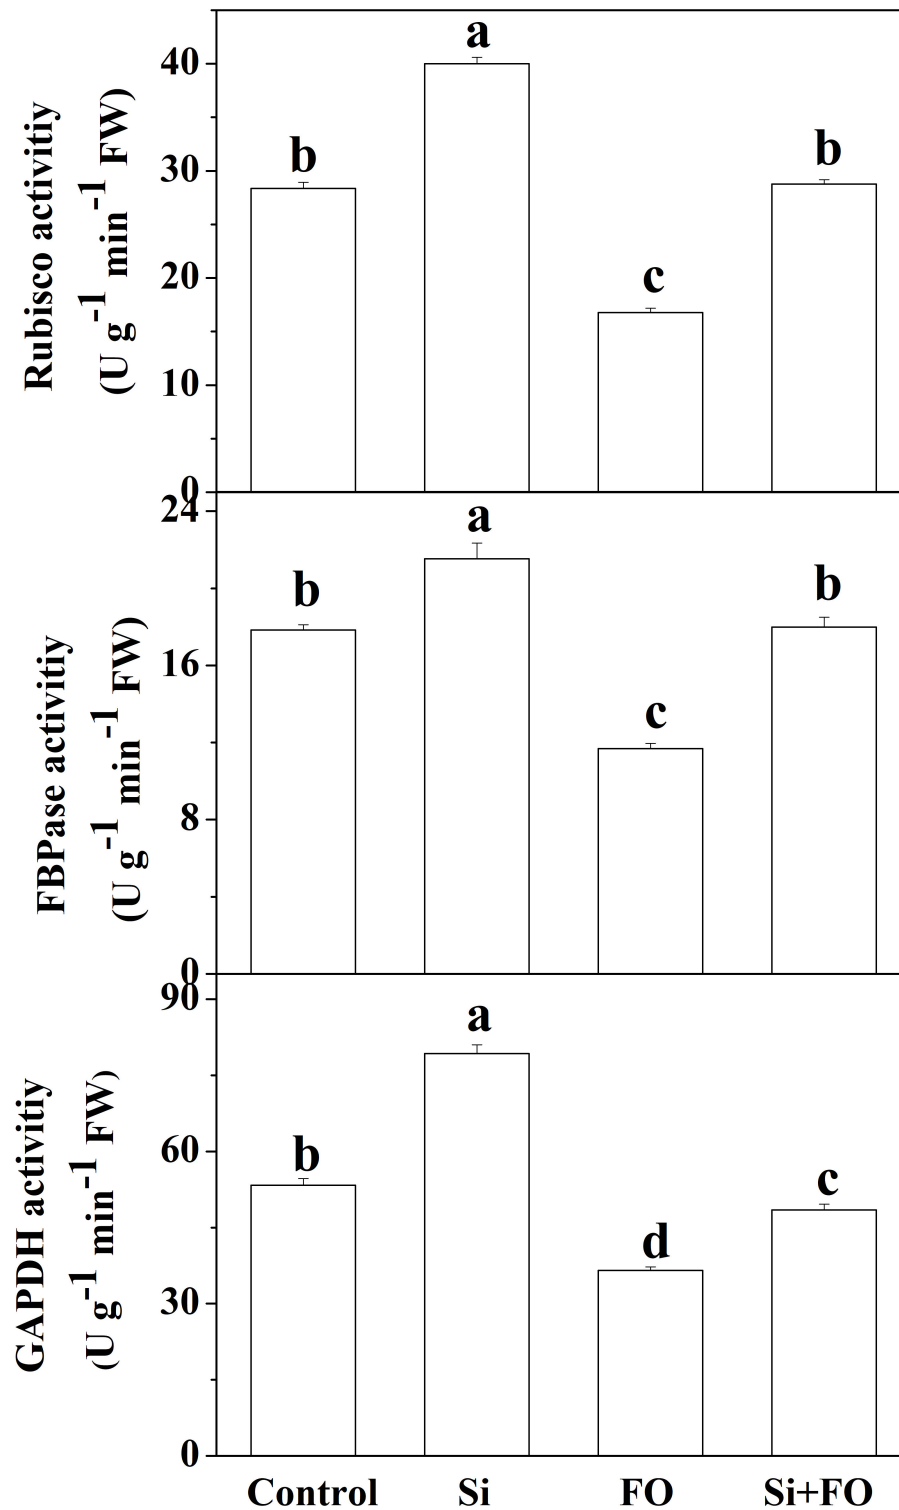 Rubisco activitiy
(U g⁻¹ min⁻¹ FW)
40
30
20
10
0
a
b
b
c
FBPase activitiy
(U g⁻¹ min⁻¹ FW)
24
16
8
0
a
b
b
c
GAPDH activitiy
(U g⁻¹ min⁻¹ FW)
90
60
30
0
a
b
c
d
Control Si FO Si+FO